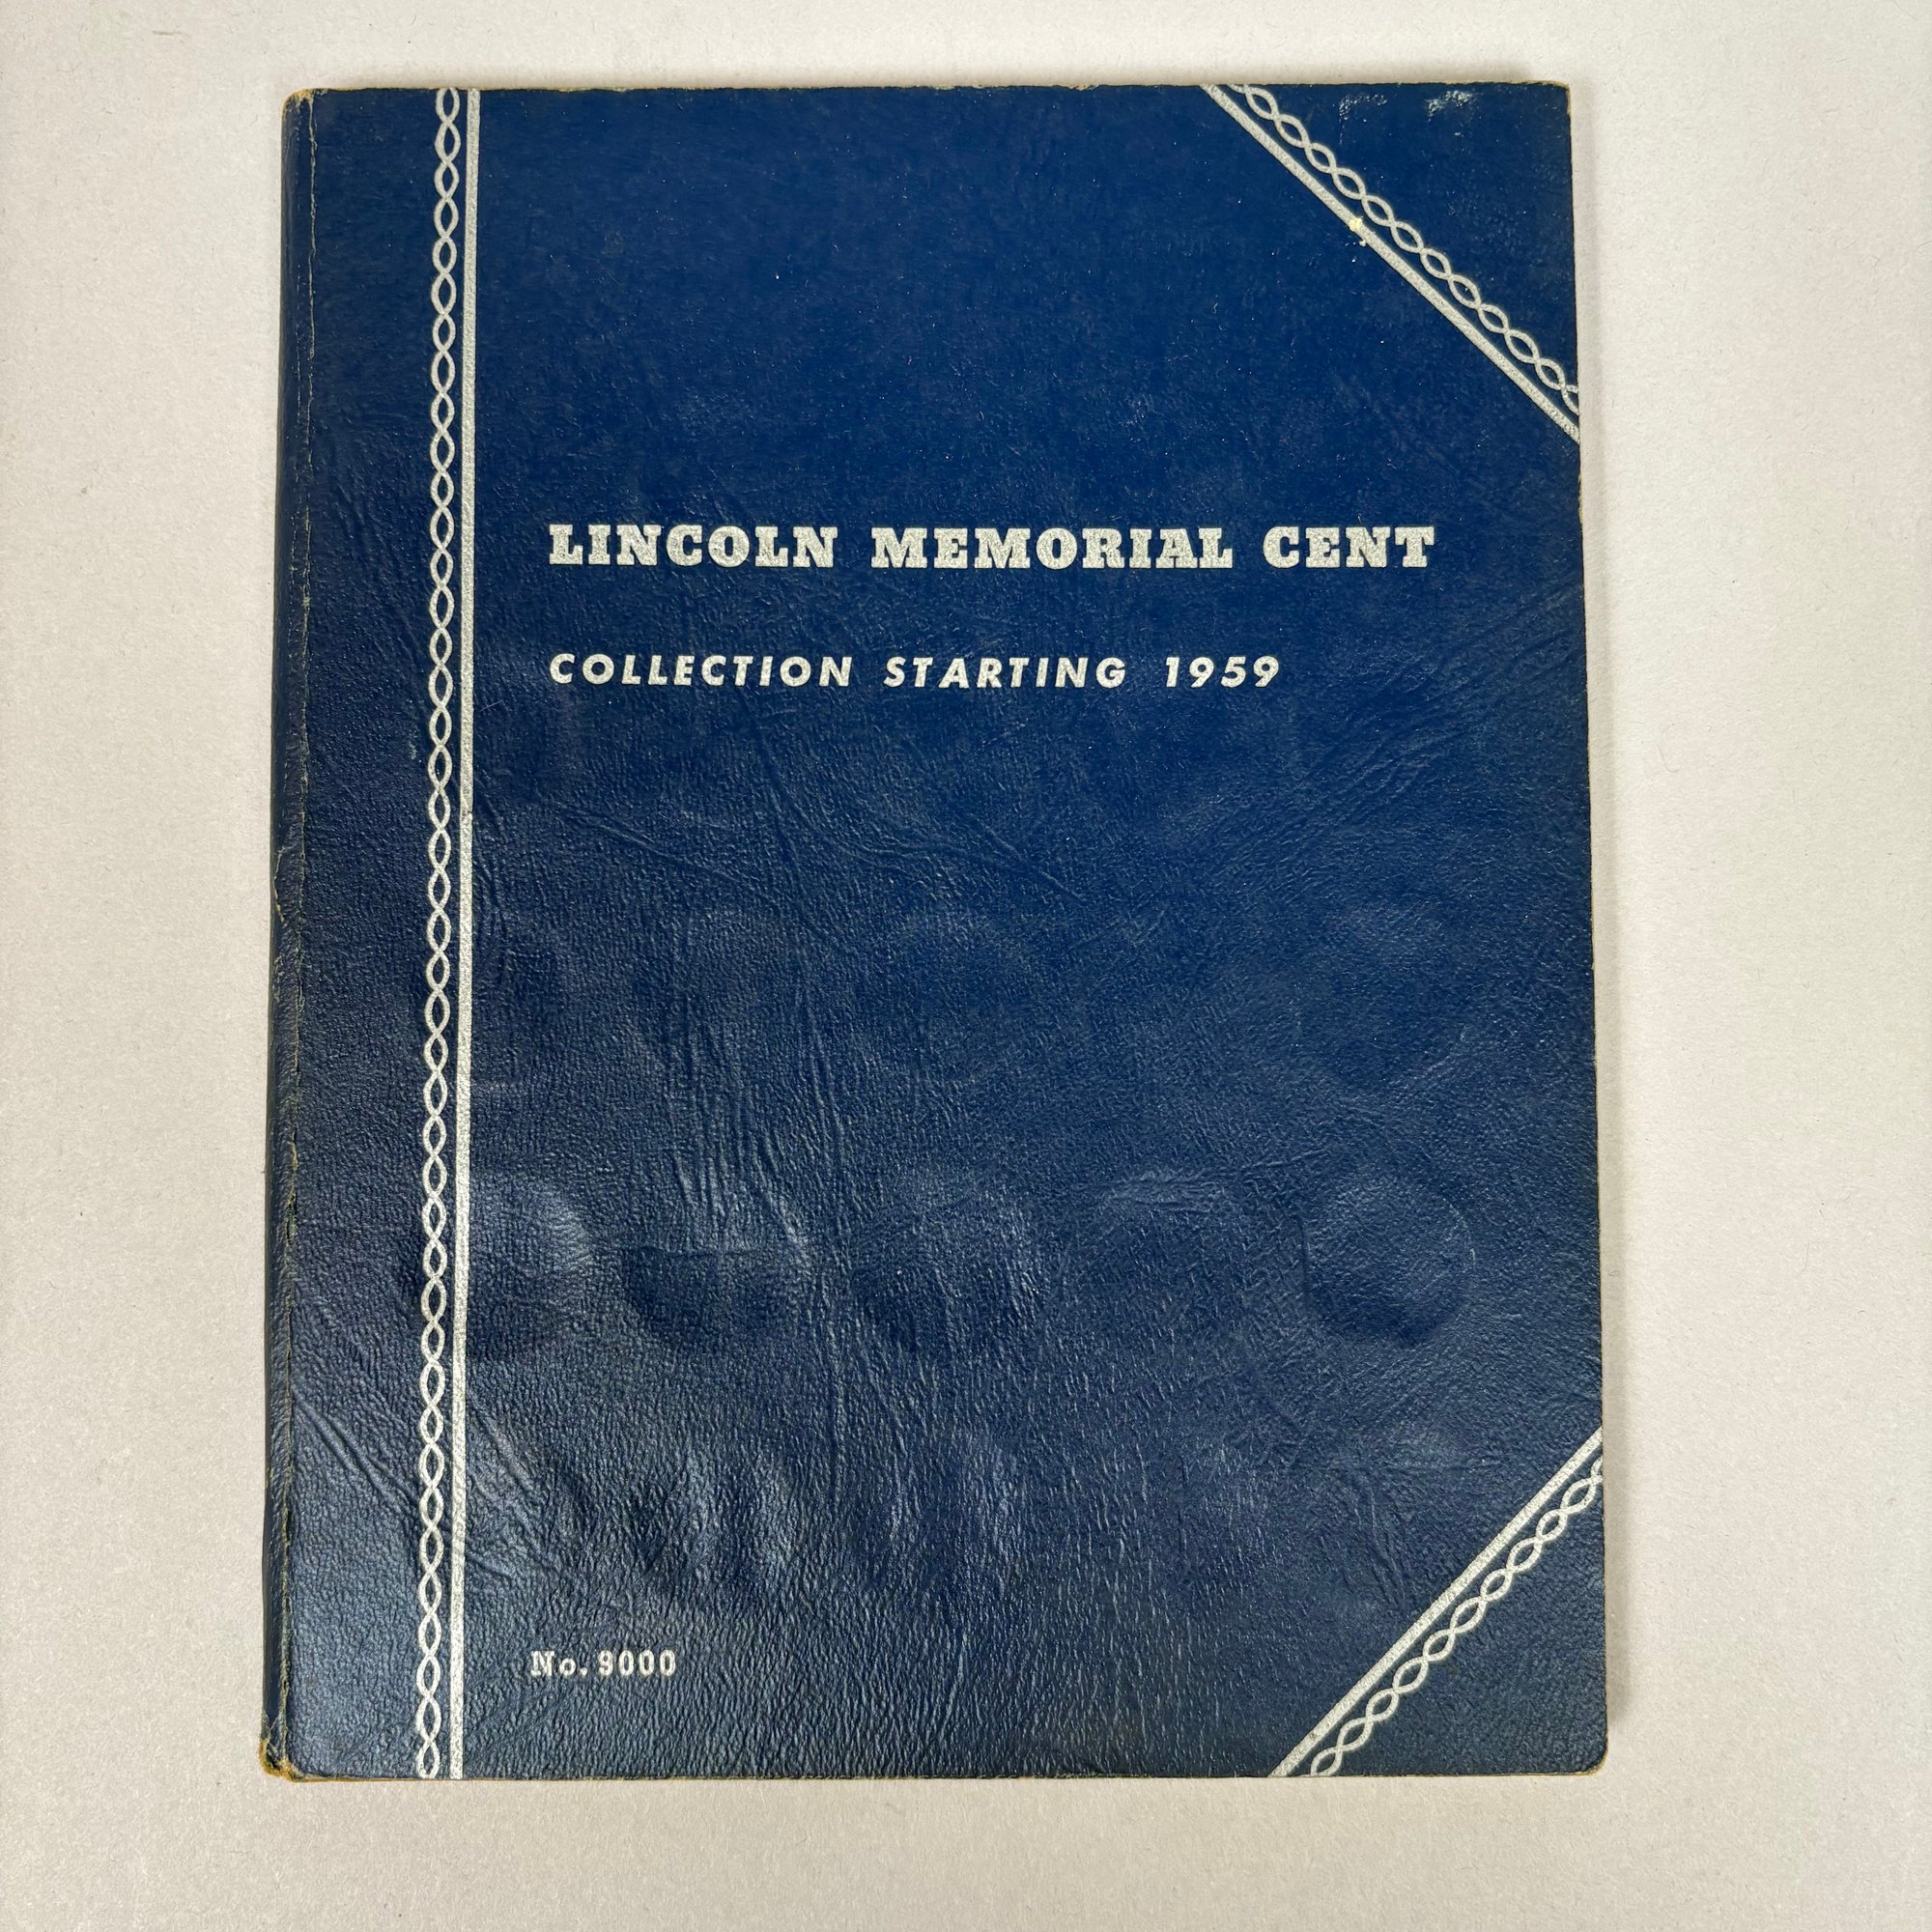 LINCOLN MEMORIAL CENT
COLLECTION STARTING 1959
No. 9000